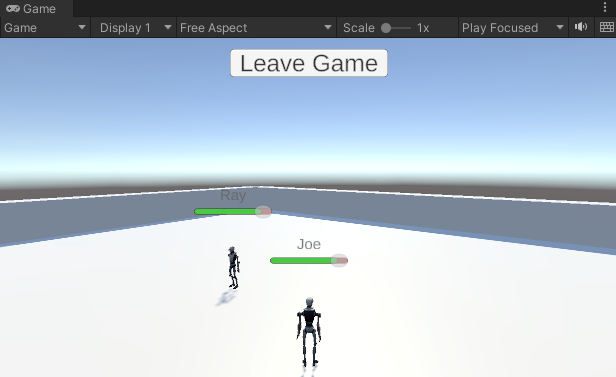 Game
Game Display 1 Free Aspect Scale 1x Play Focused
Leave Game
Ray
Joe